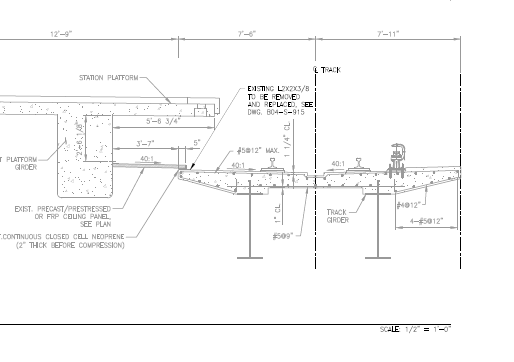 12'-9"
7'-6"
7'-11"
℄ TRACK
STATION PLATFORM
EXISTING L2X2X3/8
TO BE REMOVED
AND REPLACED, SEE
DWG. B04-S-915
5'-6 3/4"
2'-6 1/8"
3'-7"
5"
#5@12" MAX.
1 1/4" CL
40:1
40:1
40:1
PLATFORM
GIRDER
EXIST. PRECAST/PRESTRESSED
OR FRP CEILING PANEL,
SEE PLAN
1" CL
TRACK
GIRDER
#4@12"
4-#5@12"
#5@9"
CONTINUOUS CLOSED CELL NEOPRENE
(2" THICK BEFORE COMPRESSION)
SCALE: 1/2" = 1'-0"